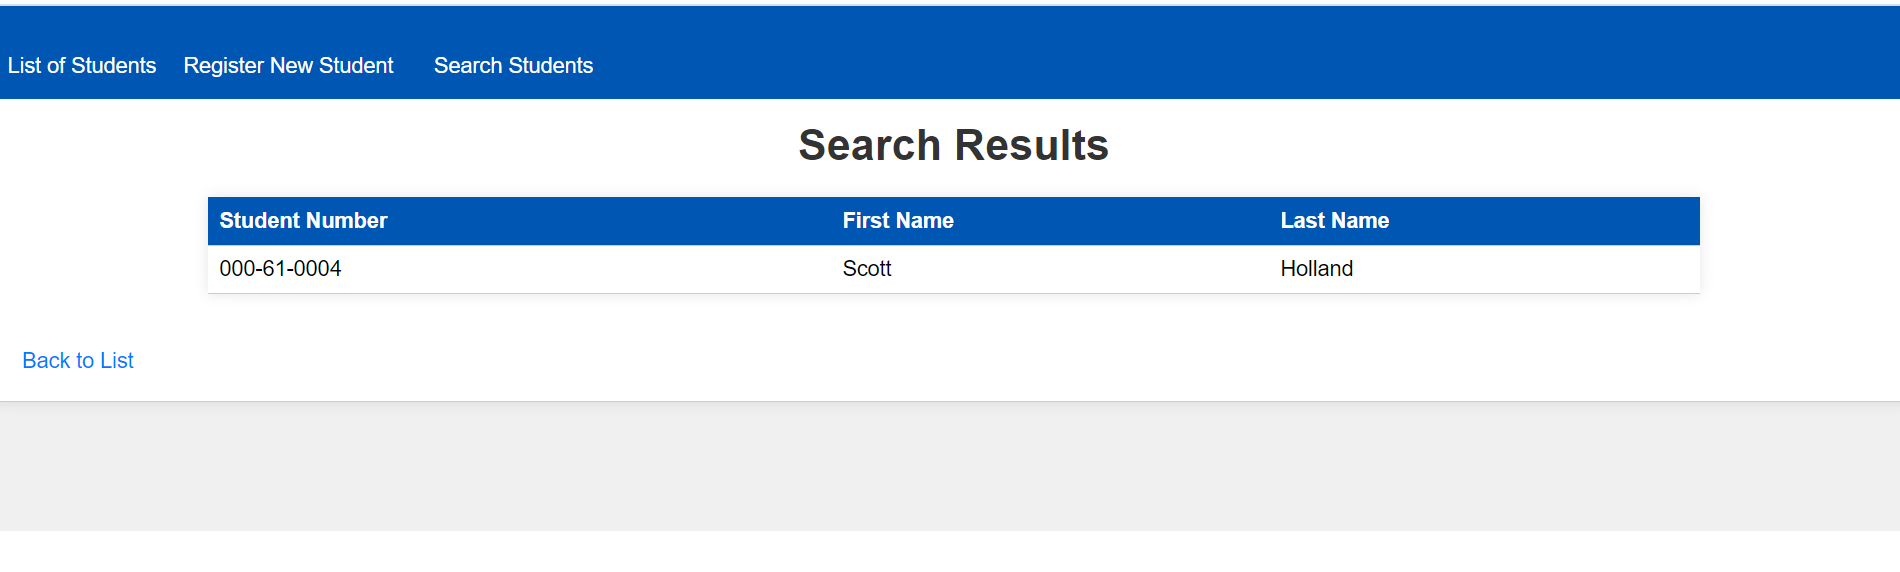 List of Students Register New Student Search Students
Search Results
Student Number First Name Last Name
000-61-0004 Scott Holland
Back to List